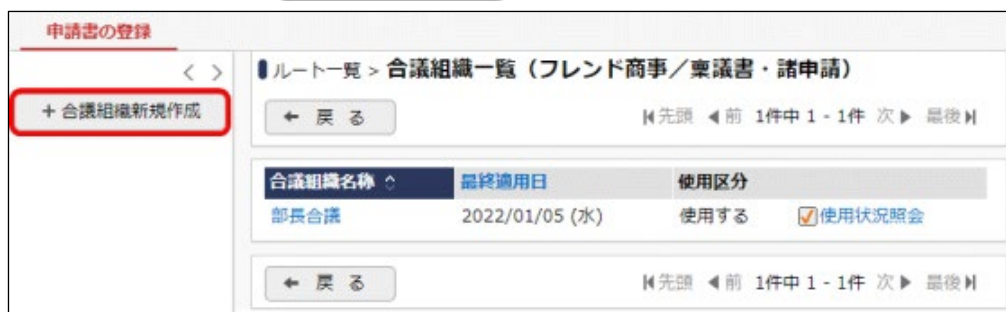 申請書の登録
< >
+ 合議組織新規作成
ルート一覧 > 合議組織一覧（フレンド商事／稟議書・諸申請）
← 戻る
先頭 ◀前 1件中 1 - 1件 次▶ 最後
合議組織名称 最終適用日 使用区分
部長合議 2022/01/05 (水) 使用する 使用状況照会
← 戻る
先頭 ◀前 1件中 1 - 1件 次▶ 最後